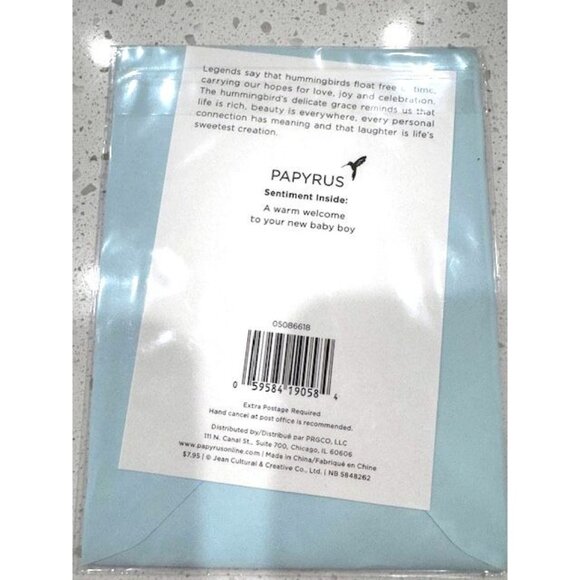 Legends say that hummingbirds float free time,
carrying our hopes for love, joy and celebration.
The hummingbird's delicate grace reminds us that
life is rich, beauty is everywhere, every personal
connection has meaning and that laughter is life's
sweetest creation.
PAPYRUS
Sentiment Inside:
A warm welcome
to your new baby boy
05086618
0 59584 19058 4
Extra Postage Required
Hand cancel at post office is recommended.
Distributed by/Distribué par PRGCO, LLC
111 N. Canal St., Suite 700, Chicago, IL 60606
www.papyrusonline.com | Made in China/Fabriqué en Chine
$7.95 | © Jean Cultural & Creative Co., Ltd. | NB 5848262